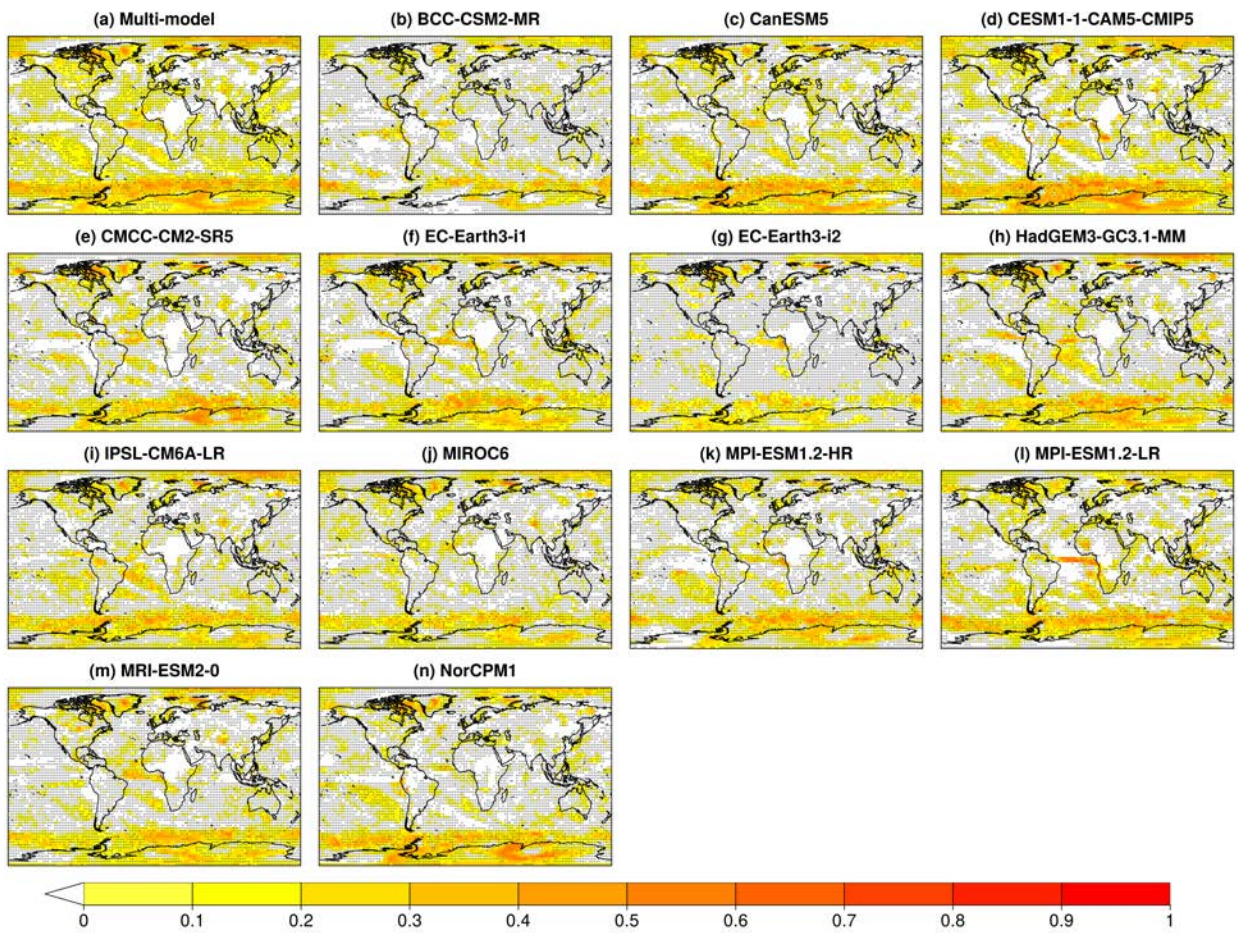 (a) Multi-model
(b) BCC-CSM2-MR
(c) CanESM5
(d) CESM1-1-CAM5-CMIP5
(e) CMCC-CM2-SR5
(f) EC-Earth3-i1
(g) EC-Earth3-i2
(h) HadGEM3-GC3.1-MM
(i) IPSL-CM6A-LR
(j) MIROC6
(k) MPI-ESM1.2-HR
(l) MPI-ESM1.2-LR
(m) MRI-ESM2-0
(n) NorCPM1
0 0.1 0.2 0.3 0.4 0.5 0.6 0.7 0.8 0.9 1